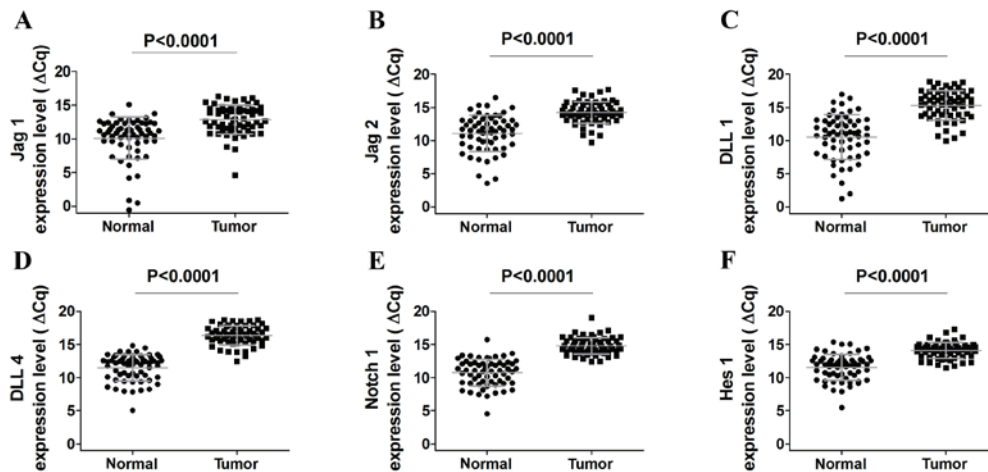 A
P<0.0001
Jag 1
expression level ( ΔCq)
20
15
10
5
0
Normal
Tumor
B
P<0.0001
Jag 2
expression level ( ΔCq)
20
15
10
5
0
Normal
Tumor
C
P<0.0001
DLL 1
expression level ( ΔCq)
20
15
10
5
0
Normal
Tumor
D
P<0.0001
DLL 4
expression level ( ΔCq)
20
15
10
5
0
Normal
Tumor
E
P<0.0001
Notch 1
expression level ( ΔCq)
20
15
10
5
0
Normal
Tumor
F
P<0.0001
Hes 1
expression level ( ΔCq)
20
15
10
5
0
Normal
Tumor